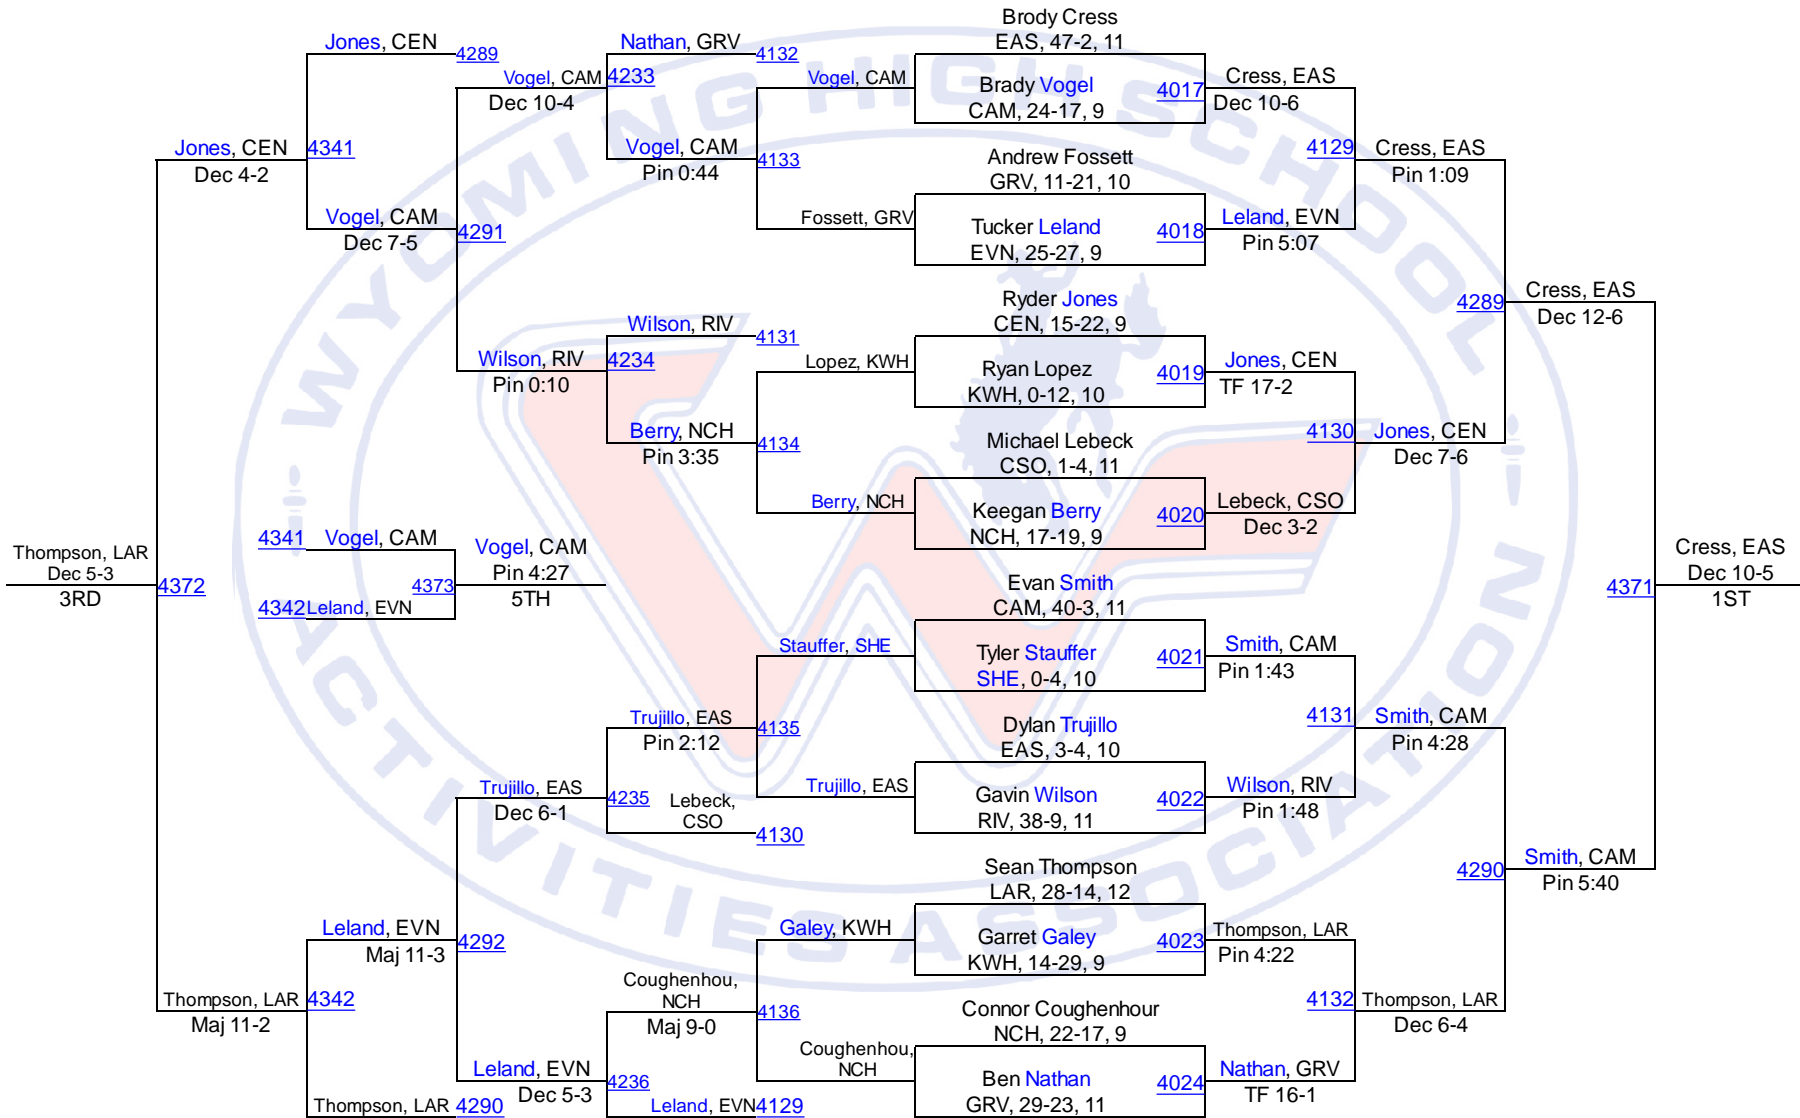 Jones, CEN
4289
Vogel, CAM
Dec 10-4
4233
Nathan, GRV
4132
Vogel, CAM
Brody Cress
EAS, 47-2, 11
Brady Vogel
CAM, 24-17, 9
4017
Cress, EAS
Dec 10-6
Jones, CEN
Dec 4-2
4341
Vogel, CAM
Pin 0:44
4133
Andrew Fossett
GRV, 11-21, 10
4129
Cress, EAS
Pin 1:09
Vogel, CAM
Dec 7-5
4291
Fossett, GRV
Tucker Leland
EVN, 25-27, 9
4018
Leland, EVN
Pin 5:07
Ryder Jones
CEN, 15-22, 9
4289
Cress, EAS
Dec 12-6
Wilson, RIV
4131
Wilson, RIV
Pin 0:10
4234
Lopez, KWH
Ryan Lopez
KWH, 0-12, 10
4019
Jones, CEN
TF 17-2
Berry, NCH
Pin 3:35
4134
Michael Lebeck
CSO, 1-4, 11
4130
Jones, CEN
Dec 7-6
Berry, NCH
Keegan Berry
NCH, 17-19, 9
4020
Lebeck, CSO
Dec 3-2
4341
Vogel, CAM
Vogel, CAM
Pin 4:27
5TH
4373
4342
Leland, EVN
Thompson, LAR
Dec 5-3
3RD
4372
Evan Smith
CAM, 40-3, 11
4371
Cress, EAS
Dec 10-5
1ST
Stauffer, SHE
Tyler Stauffer
SHE, 0-4, 10
4021
Smith, CAM
Pin 1:43
Trujillo, EAS
Pin 2:12
4135
Dylan Trujillo
EAS, 3-4, 10
4131
Smith, CAM
Pin 4:28
Trujillo, EAS
Dec 6-1
4235
Lebeck,
CSO
4130
Trujillo, EAS
Gavin Wilson
RIV, 38-9, 11
4022
Wilson, RIV
Pin 1:48
Sean Thompson
LAR, 28-14, 12
4290
Smith, CAM
Pin 5:40
Leland, EVN
Maj 11-3
4292
Galey, KWH
Garret Galey
KWH, 14-29, 9
4023
Thompson, LAR
Pin 4:22
Thompson, LAR
Maj 11-2
4342
Coughenhou,
NCH
Maj 9-0
4136
Connor Coughenhour
NCH, 22-17, 9
4132
Thompson, LAR
Dec 6-4
Leland, EVN
Dec 5-3
4236
Coughenhou,
NCH
Ben Nathan
GRV, 29-23, 11
4024
Nathan, GRV
TF 16-1
Thompson, LAR
4290
Leland, EVN
4129
WYOMING HIGH SCHOOL
ACTIVITIES ASSOCIATION